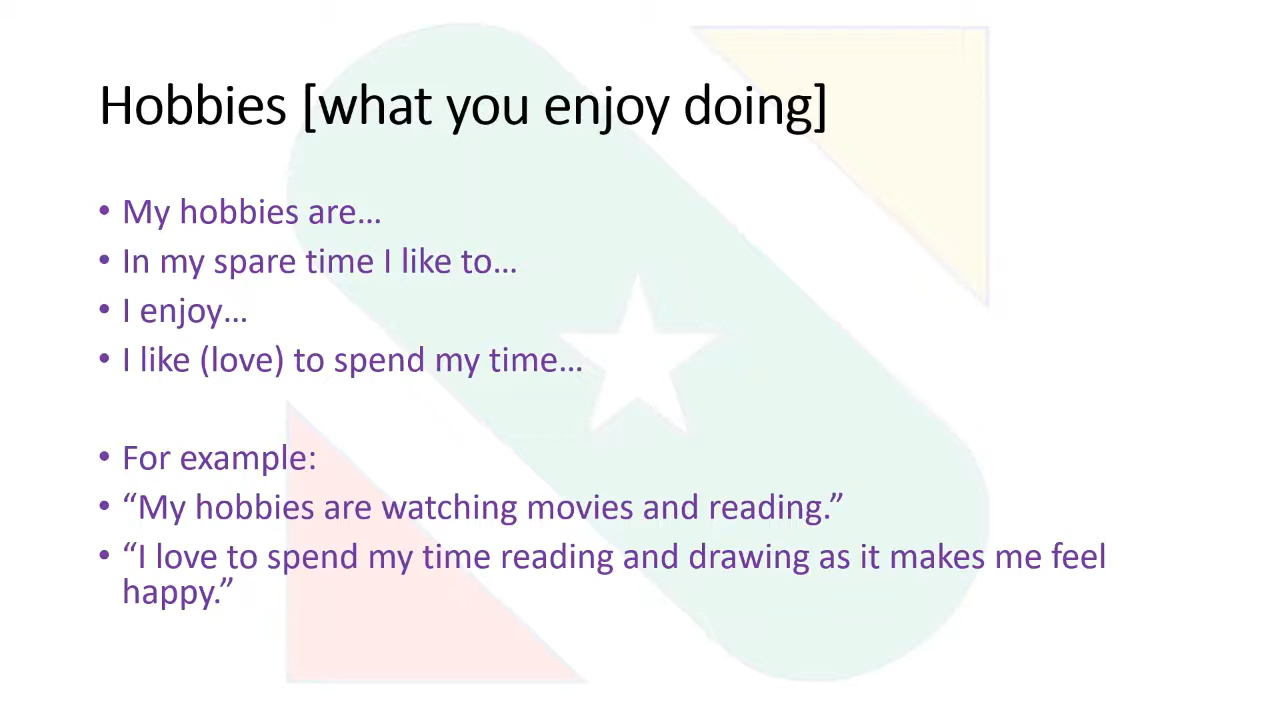 Hobbies [what you enjoy doing]
• My hobbies are…
• In my spare time I like to…
• I enjoy…
• I like (love) to spend my time…
• For example:
• “My hobbies are watching movies and reading.”
• “I love to spend my time reading and drawing as it makes me feel
happy.”